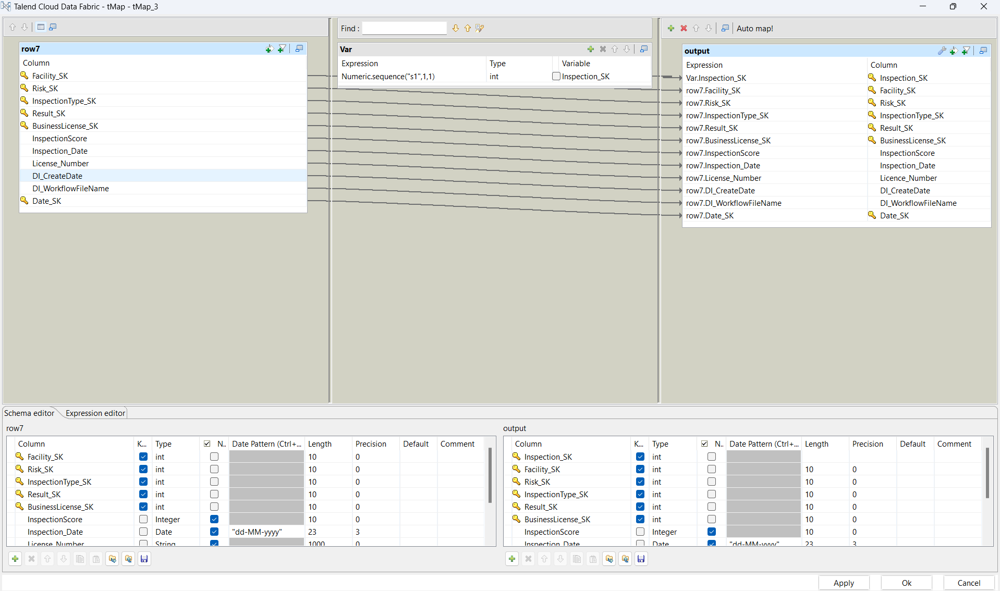 Talend Cloud Data Fabric - tMap - tMap_3
row7
Column
Facility_SK
Risk_SK
InspectionType_SK
Result_SK
BusinessLicense_SK
InspectionScore
Inspection_Date
License_Number
DI_CreateDate
DI_WorkflowFileName
Date_SK
Find :
Var
Expression Type Variable
Numeric.sequence("s1",1,1) int Inspection_SK
Auto map!
output
Expression Column
Var.Inspection_SK Inspection_SK
row7.Facility_SK Facility_SK
row7.Risk_SK Risk_SK
row7.InspectionType_SK InspectionType_SK
row7.Result_SK Result_SK
row7.BusinessLicense_SK BusinessLicense_SK
row7.InspectionScore InspectionScore
row7.Inspection_Date Inspection_Date
row7.License_Number Licence_Number
row7.DI_CreateDate DI_CreateDate
row7.DI_WorkflowFileName DI_WorkflowFileName
row7.Date_SK Date_SK
Schema editor Expression editor
row7
Column K... Type N.. Date Pattern (Ctrl+... Length Precision Default Comment
Facility_SK int 10 0
Risk_SK int 10 0
InspectionType_SK int 10 0
Result_SK int 10 0
BusinessLicense_SK int 10 0
InspectionScore Integer 10 0
Inspection_Date Date "dd-MM-yyyy" 23 3
License_Number String 1000 0
output
Column K... Type N.. Date Pattern (Ctrl+... Length Precision Default Comment
Inspection_SK int
Facility_SK int 10 0
Risk_SK int 10 0
InspectionType_SK int 10 0
Result_SK int 10 0
BusinessLicense_SK int 10 0
InspectionScore Integer 10 0
Inspection_Date Date "dd-MM-yyyy" 23 3
Apply Ok Cancel